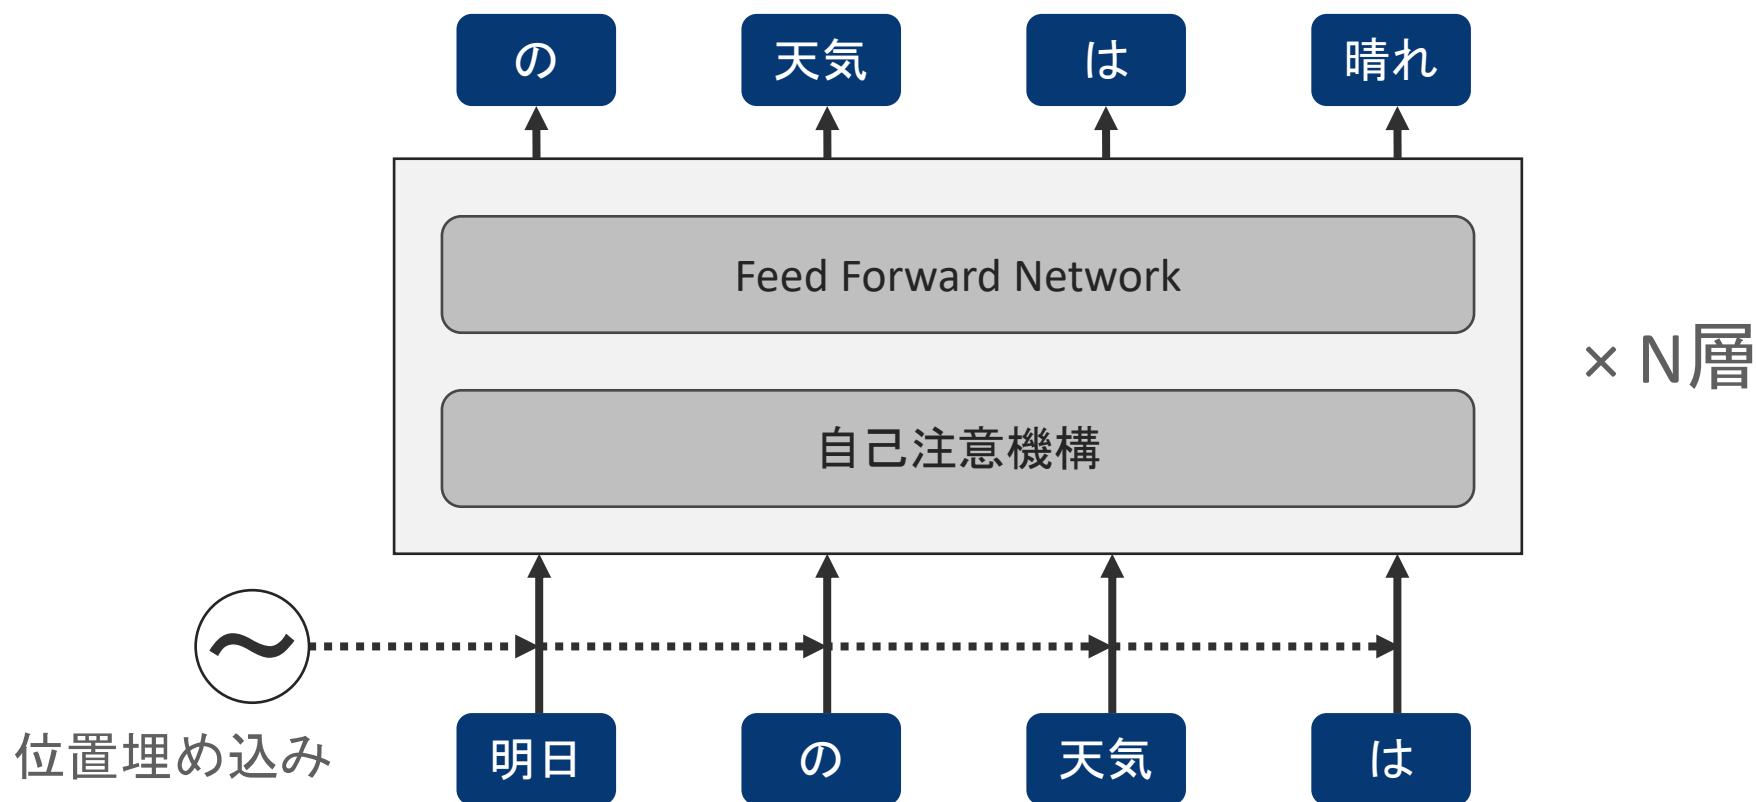 の 天気 は 晴れ
Feed Forward Network
× N層
自己注意機構
位置埋め込み
明日 の 天気 は